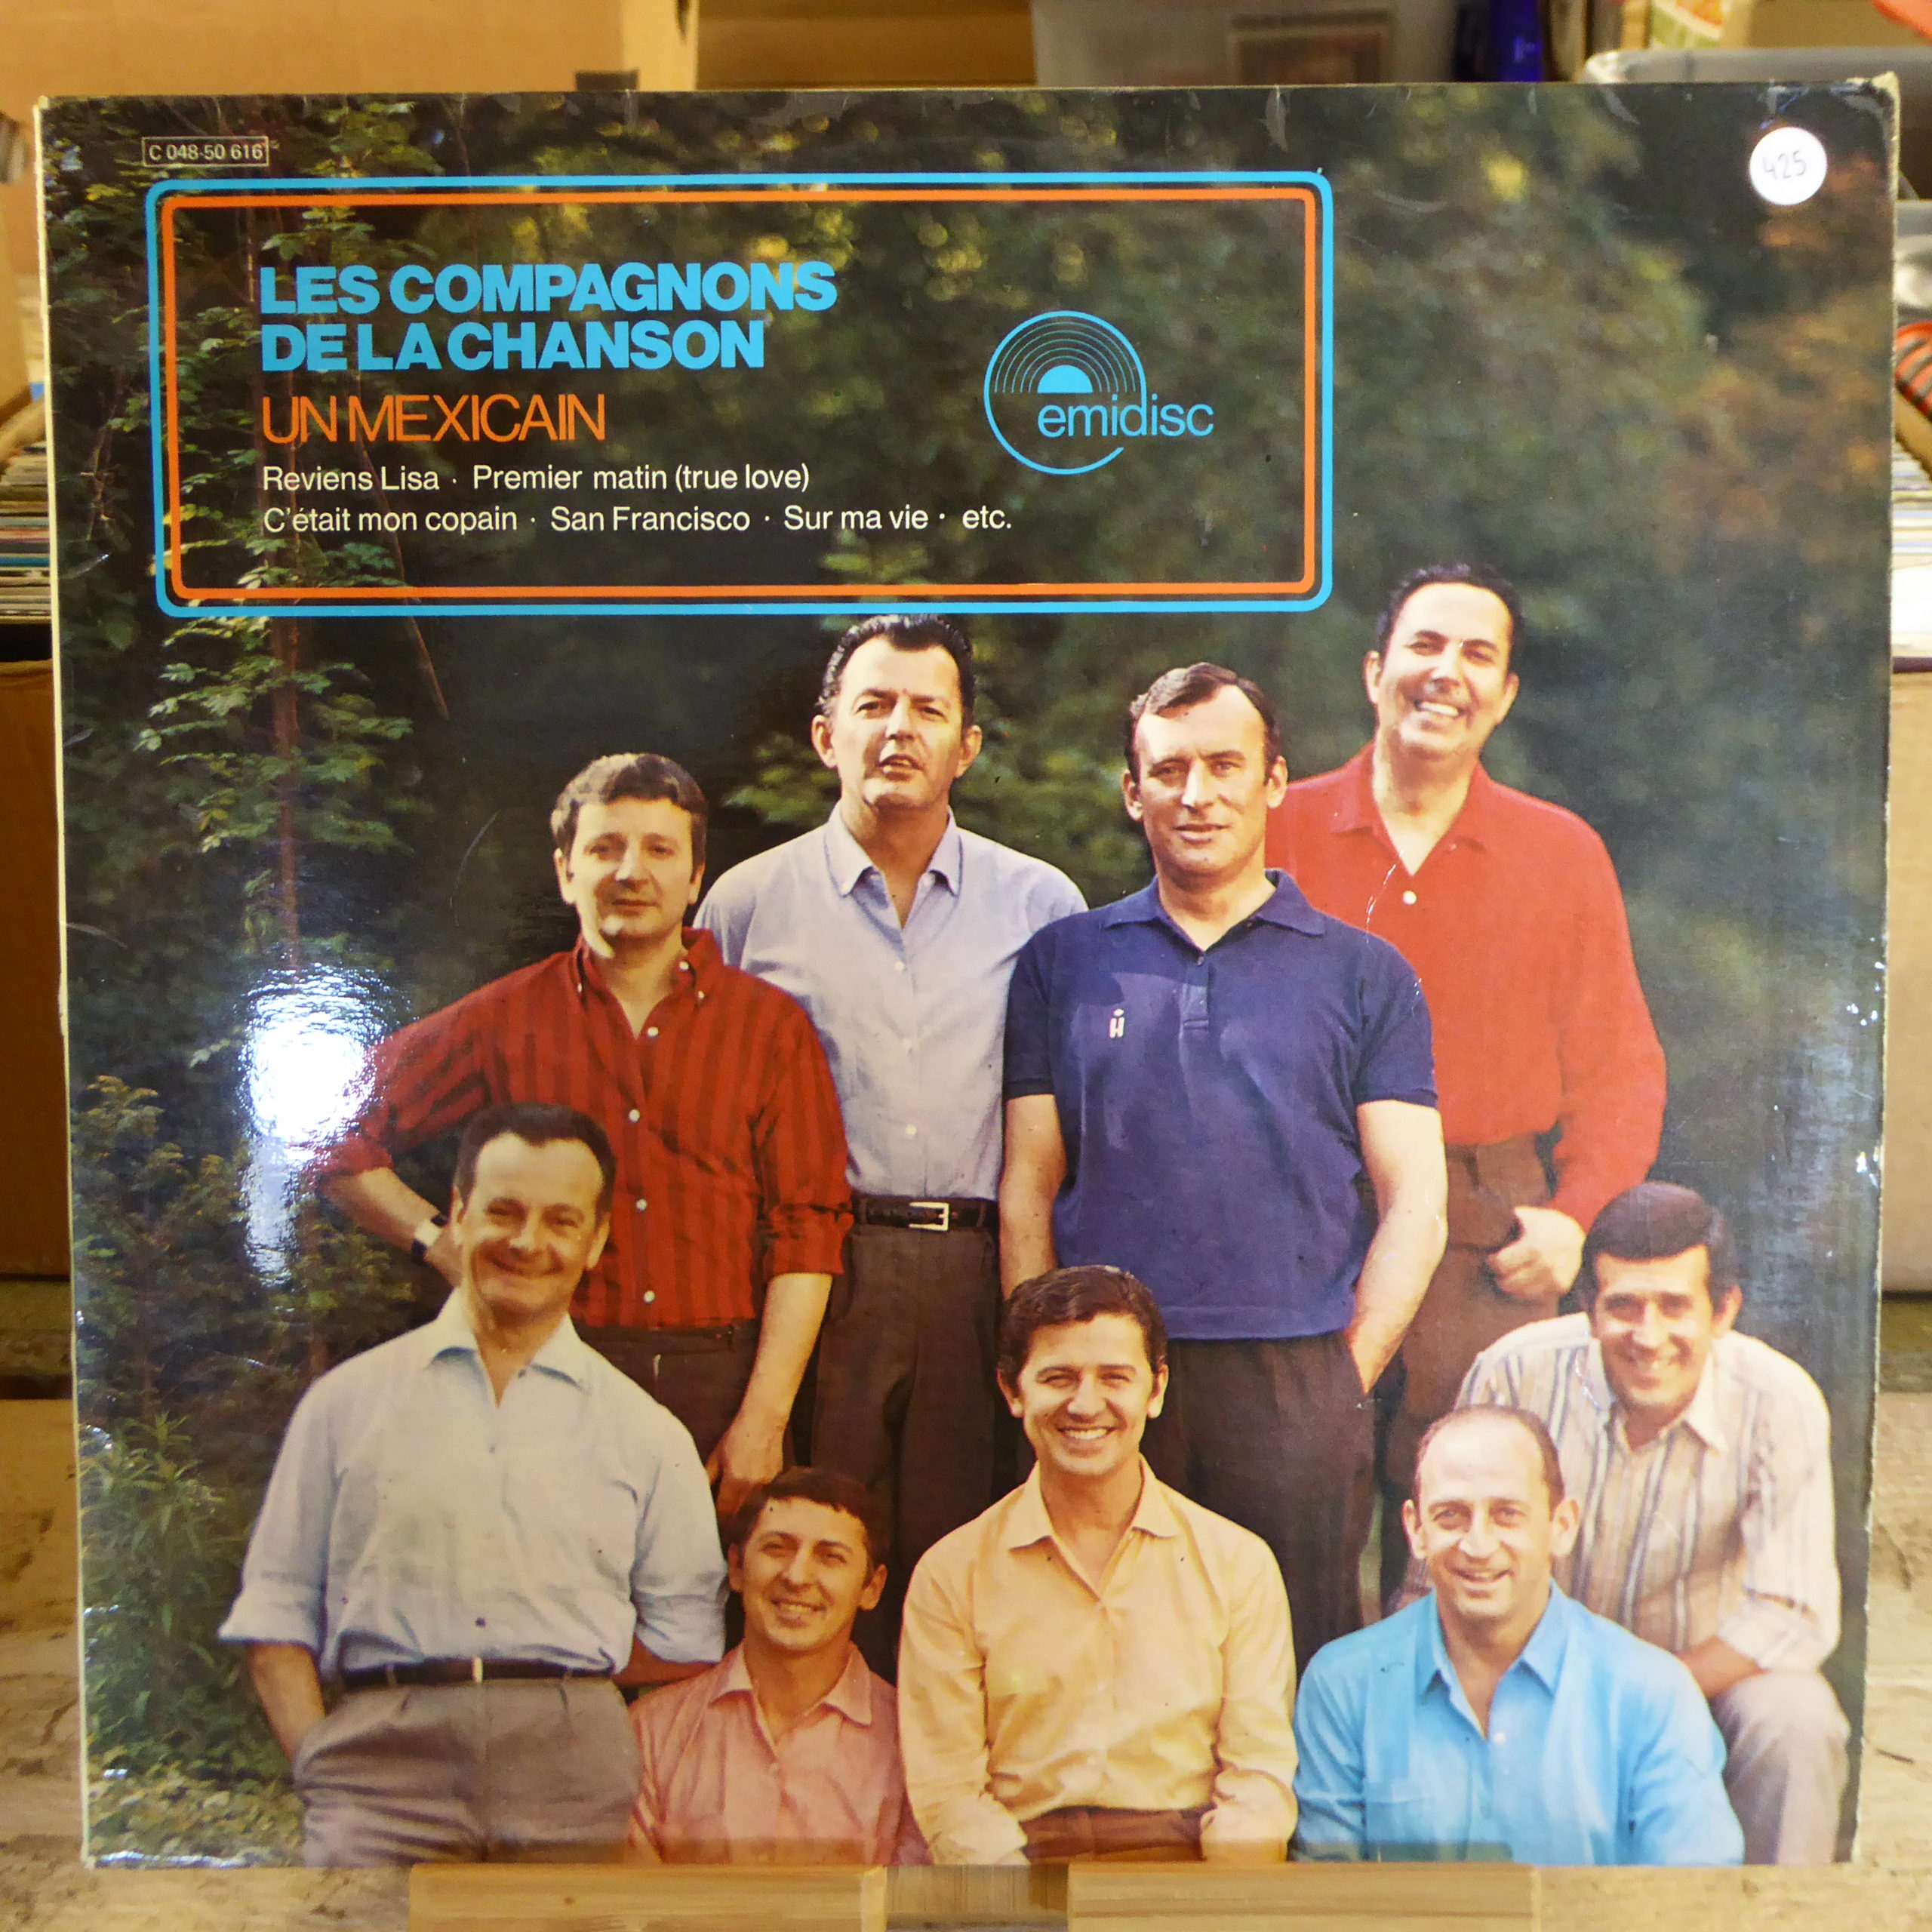 C 048-50 616
425
LES COMPAGNONS
DE LA CHANSON
UN MEXICAIN
emidisc
Reviens Lisa · Premier matin (true love)
C'était mon copain · San Francisco · Sur ma vie · etc.
H